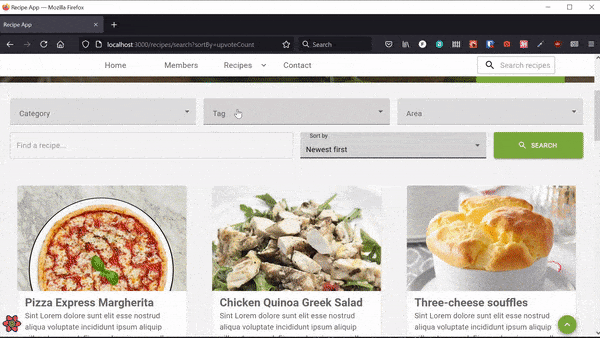 Recipe App — Mozilla Firefox
Recipe App
localhost:3000/recipes/search?sortBy=upvoteCount
Search
Home Members Recipes Contact Search recipes
Category Tag Area
Find a recipe... Sort by Newest first SEARCH
Pizza Express Margherita Chicken Quinoa Greek Salad Three-cheese souffles
Sint Lorem dolore sunt elit esse nostrud Sint Lorem dolore sunt elit esse nostrud Sint Lorem dolore sunt elit esse nostrud
aliqua voluptate incididunt ipsum aliquip aliqua voluptate incididunt ipsum aliquip aliqua voluptate incididunt ipsum aliquip